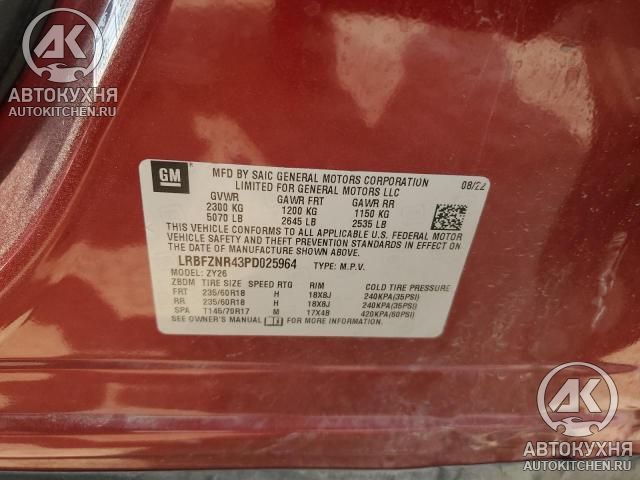 АВТОКУХНЯ
AUTOKITCHEN.RU
GM
MFD BY SAIC GENERAL MOTORS CORPORATION
LIMITED FOR GENERAL MOTORS LLC
08/22
GVWR GAWR FRT GAWR RR
2300 KG 1200 KG 1150 KG
5070 LB 2645 LB 2535 LB
THIS VEHICLE CONFORMS TO ALL APPLICABLE U.S. FEDERAL MOTOR
VEHICLE SAFETY, BUMPER, AND THEFT PREVENTION STANDARDS
IN EFFECT ON THE DATE OF MANUFACTURE SHOWN ABOVE.
LRBFZNR43PD025964 TYPE: M.P.V.
MODEL: ZY26
ZBDM TIRE SIZE SPEED RTG RIM COLD TIRE PRESSURE
FRT 235/60R18 H 18X8J 240KPA(35PSI)
RR 235/60R18 H 18X8J 240KPA(35PSI)
SPA T145/70R17 M 17X4B 420KPA(60PSI)
SEE OWNER'S MANUAL FOR MORE INFORMATION
АК
АВТОКУХНЯ
AUTOKITCHEN.RU